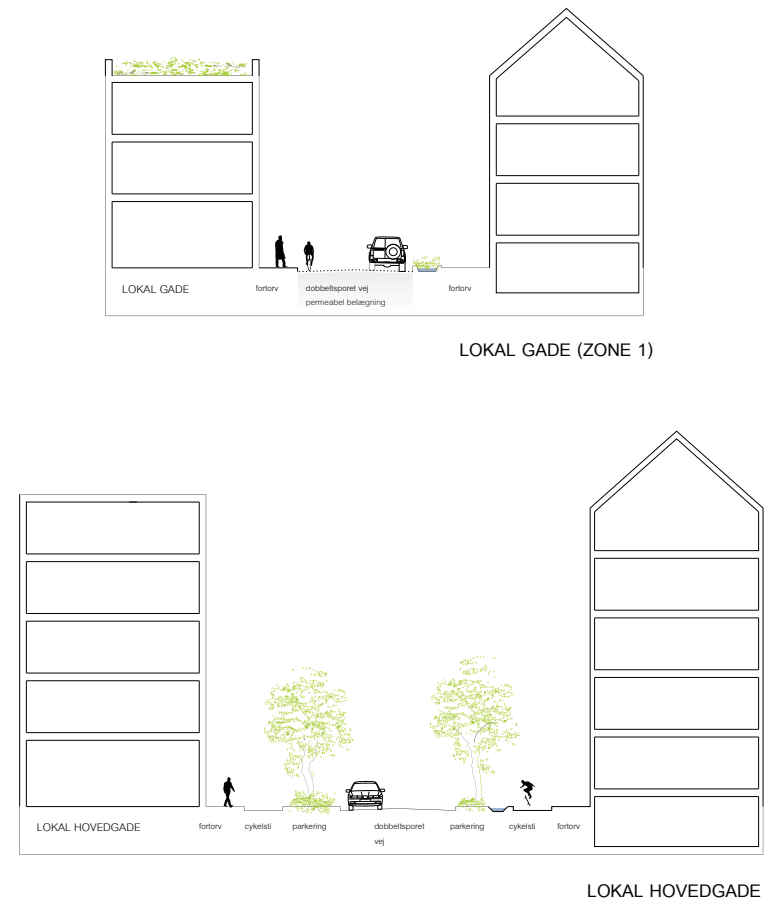 LOKAL GADE
fortorv
dobbeltsporet vej
permeabel belægning
fortorv
LOKAL GADE (ZONE 1)
LOKAL HOVEDGADE
fortorv
cykelsti
parkering
dobbeltsporet
vej
parkering
cykelsti
fortorv
LOKAL HOVEDGADE